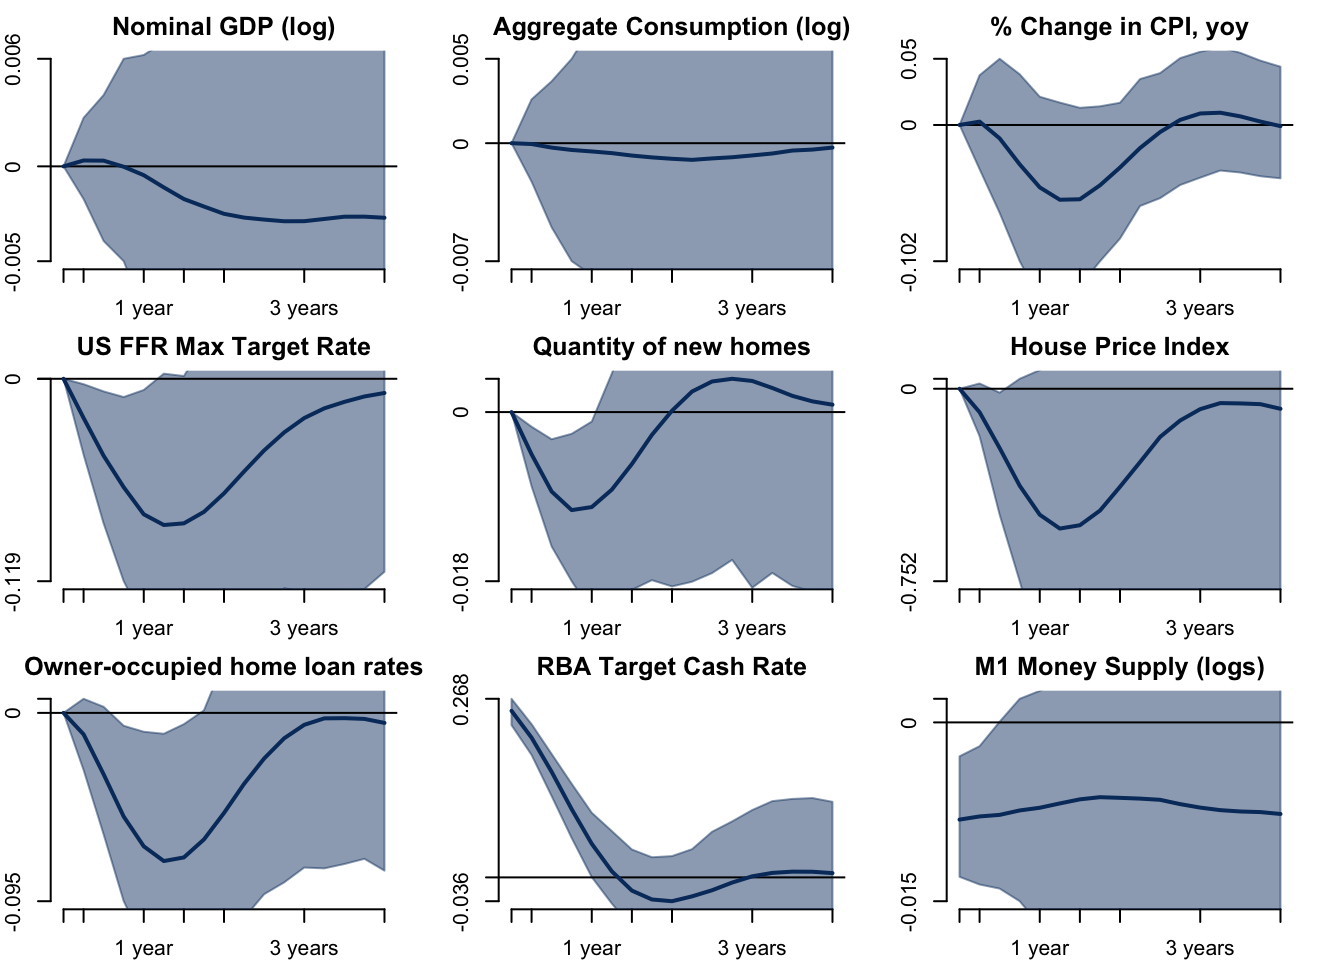 Nominal GDP (log)
0.006
0
-0.005
1 year 3 years
Aggregate Consumption (log)
0.005
0
-0.007
1 year 3 years
% Change in CPI, yoy
0.05
0
-0.102
1 year 3 years
US FFR Max Target Rate
0
-0.119
1 year 3 years
Quantity of new homes
0
-0.018
1 year 3 years
House Price Index
0
-0.752
1 year 3 years
Owner-occupied home loan rates
0
-0.095
1 year 3 years
RBA Target Cash Rate
0.268
-0.036
1 year 3 years
M1 Money Supply (logs)
0
-0.015
1 year 3 years